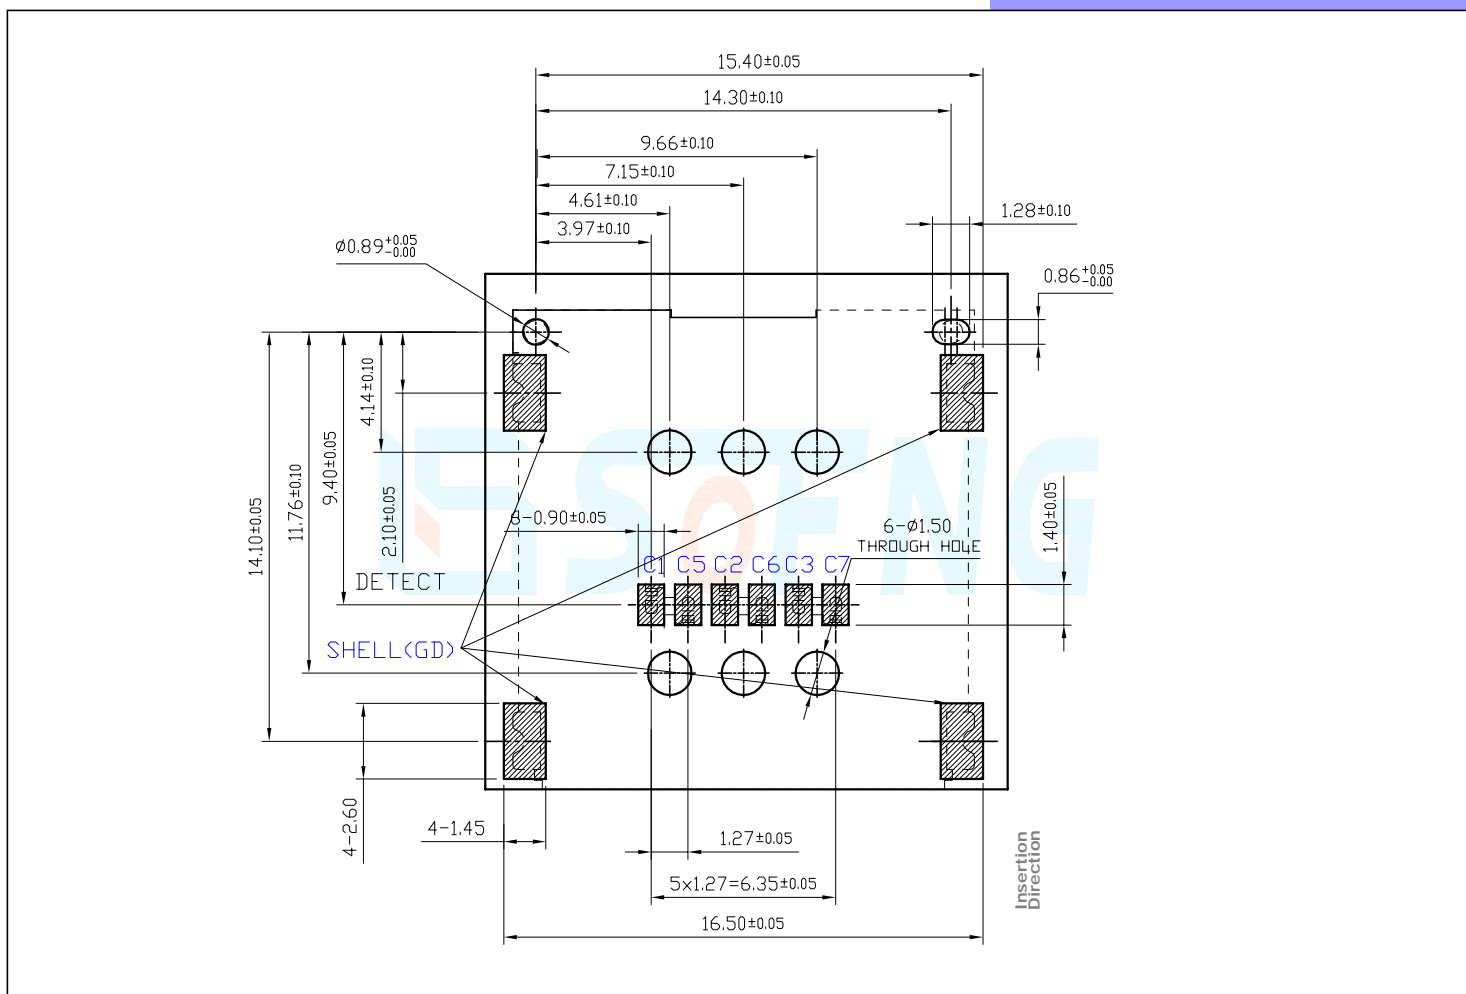 15.40±0.05
14.30±0.10
9.66±0.10
7.15±0.10
4.61±0.10
3.97±0.10
1.28±0.10
Ø0.89+0.05
-0.00
0.86+0.05
-0.00
4.14±0.10
9.40±0.05
11.76±0.10
14.10±0.05
2.10±0.05
SOFNG
6-0.90±0.05
6-Ø1.50
THROUGH HOLE
1.40±0.05
C1 C5 C2 C6 C3 C7
DETECT
SHELL(GD)
4-2.60
4-1.45
1.27±0.05
5x1.27=6.35±0.05
16.50±0.05
Insertion
Direction